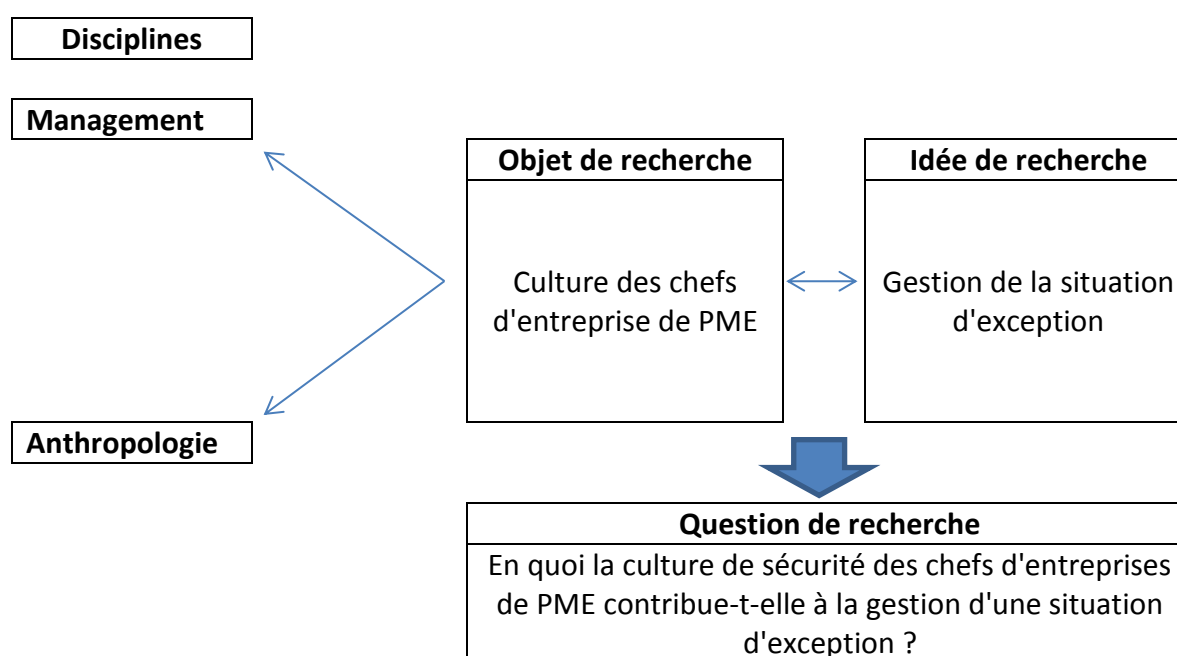 Disciplines
Management
Objet de recherche
Culture des chefs
d'entreprise de PME
Idée de recherche
Gestion de la situation
d'exception
Anthropologie
Question de recherche
En quoi la culture de sécurité des chefs d'entreprises
de PME contribue-t-elle à la gestion d'une situation
d'exception ?